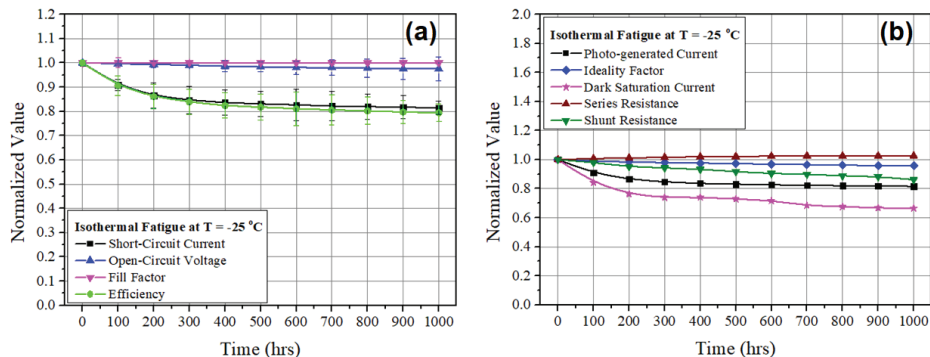 (a)
Normalized Value
1.2
1.1
1.0
0.9
0.8
0.7
0.6
0.5
0.4
0.3
0.2
0.1
0.0
Isothermal Fatigue at T = -25 °C
Short-Circuit Current
Open-Circuit Voltage
Fill Factor
Efficiency
0 100 200 300 400 500 600 700 800 900 1000
Time (hrs)
(b)
Normalized Value
2.0
1.8
1.6
1.4
1.2
1.0
0.8
0.6
0.4
0.2
0.0
Isothermal Fatigue at T = -25 °C
Photo-generated Current
Ideality Factor
Dark Saturation Current
Series Resistance
Shunt Resistance
0 100 200 300 400 500 600 700 800 900 1000
Time (hrs)